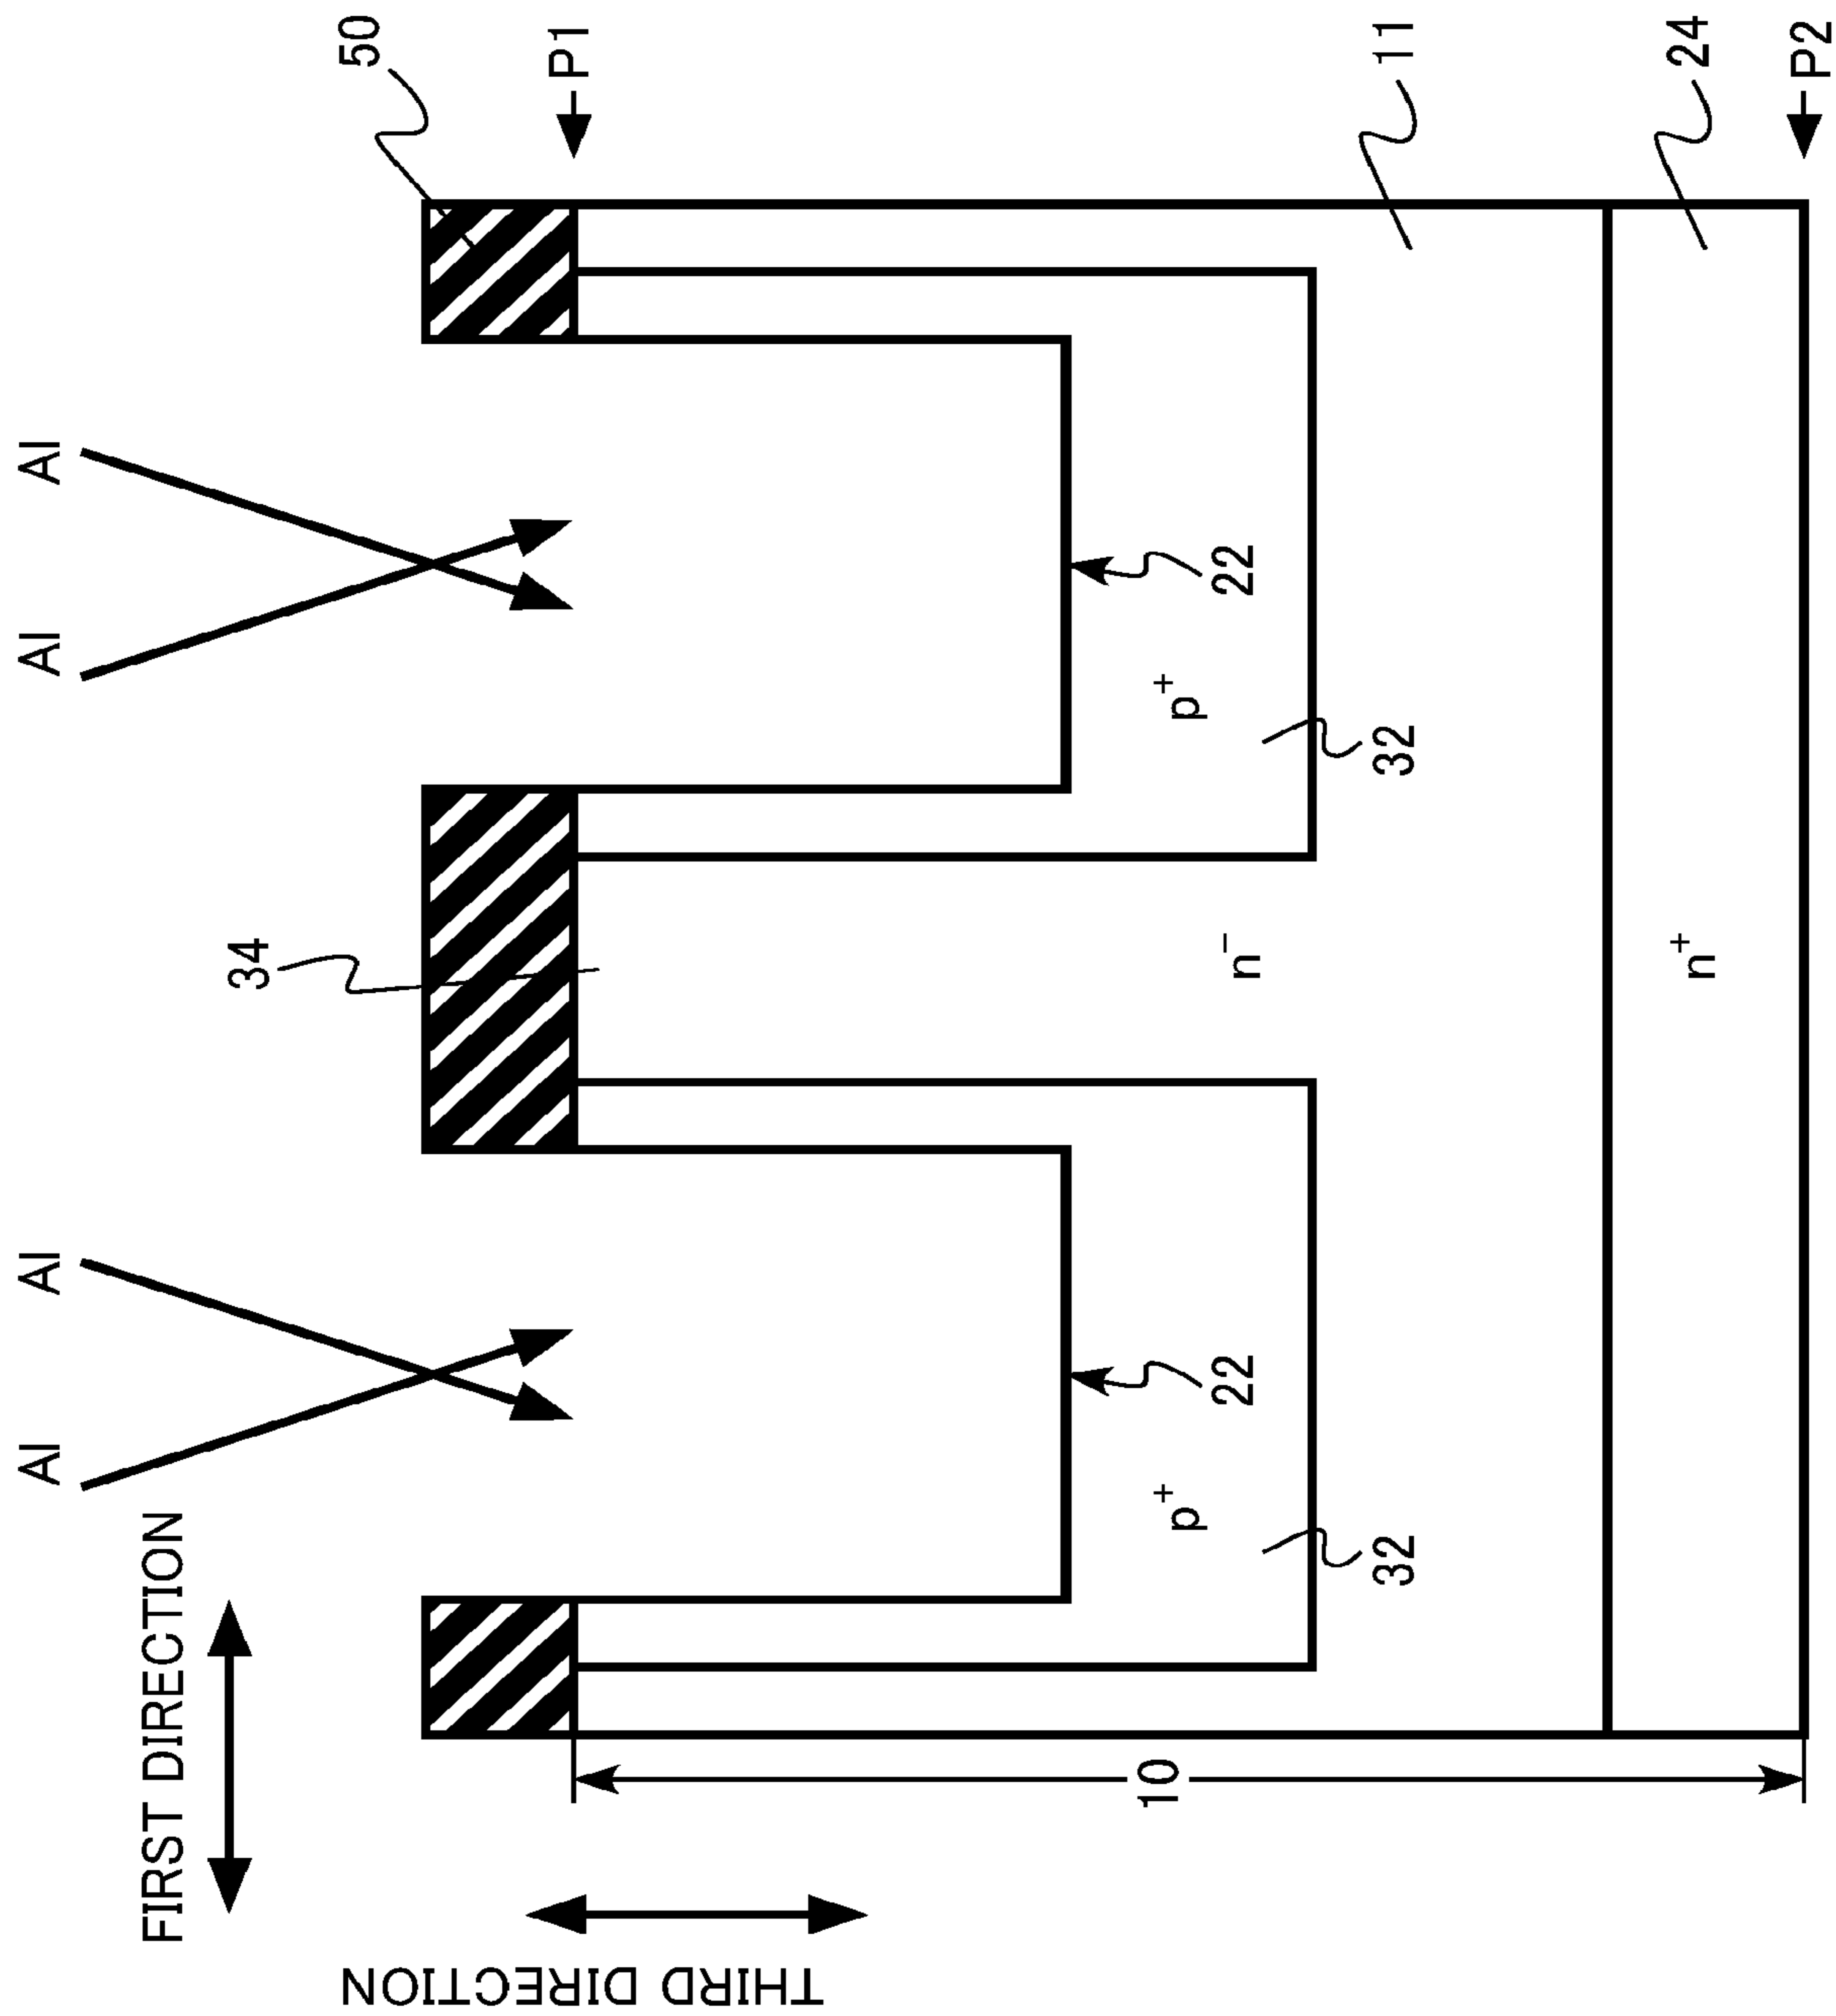 Al
Al
Al
Al
FIRST DIRECTION
THIRD DIRECTION
34
50
P1
10
p+
22
32
n-
p+
22
32
11
n+
24
P2